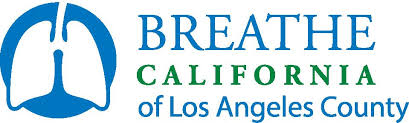 BREATHE
CALIFORNIA
of Los Angeles County